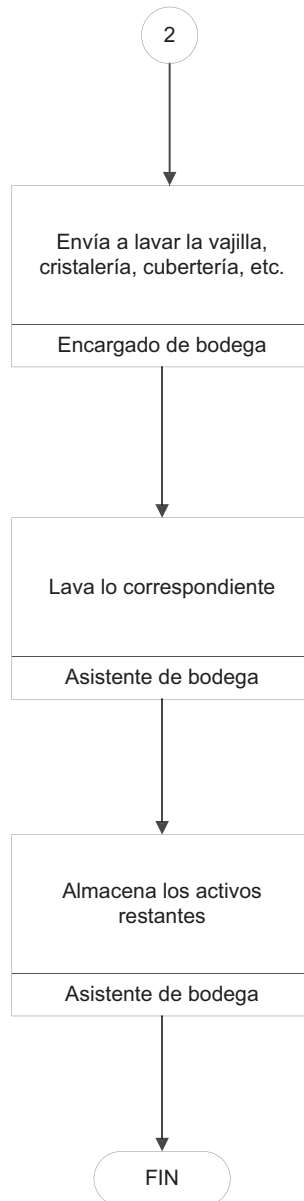 2
Envía a lavar la vajilla,
cristalería, cubertería, etc.
Encargado de bodega
Lava lo correspondiente
Asistente de bodega
Almacena los activos
restantes
Asistente de bodega
FIN